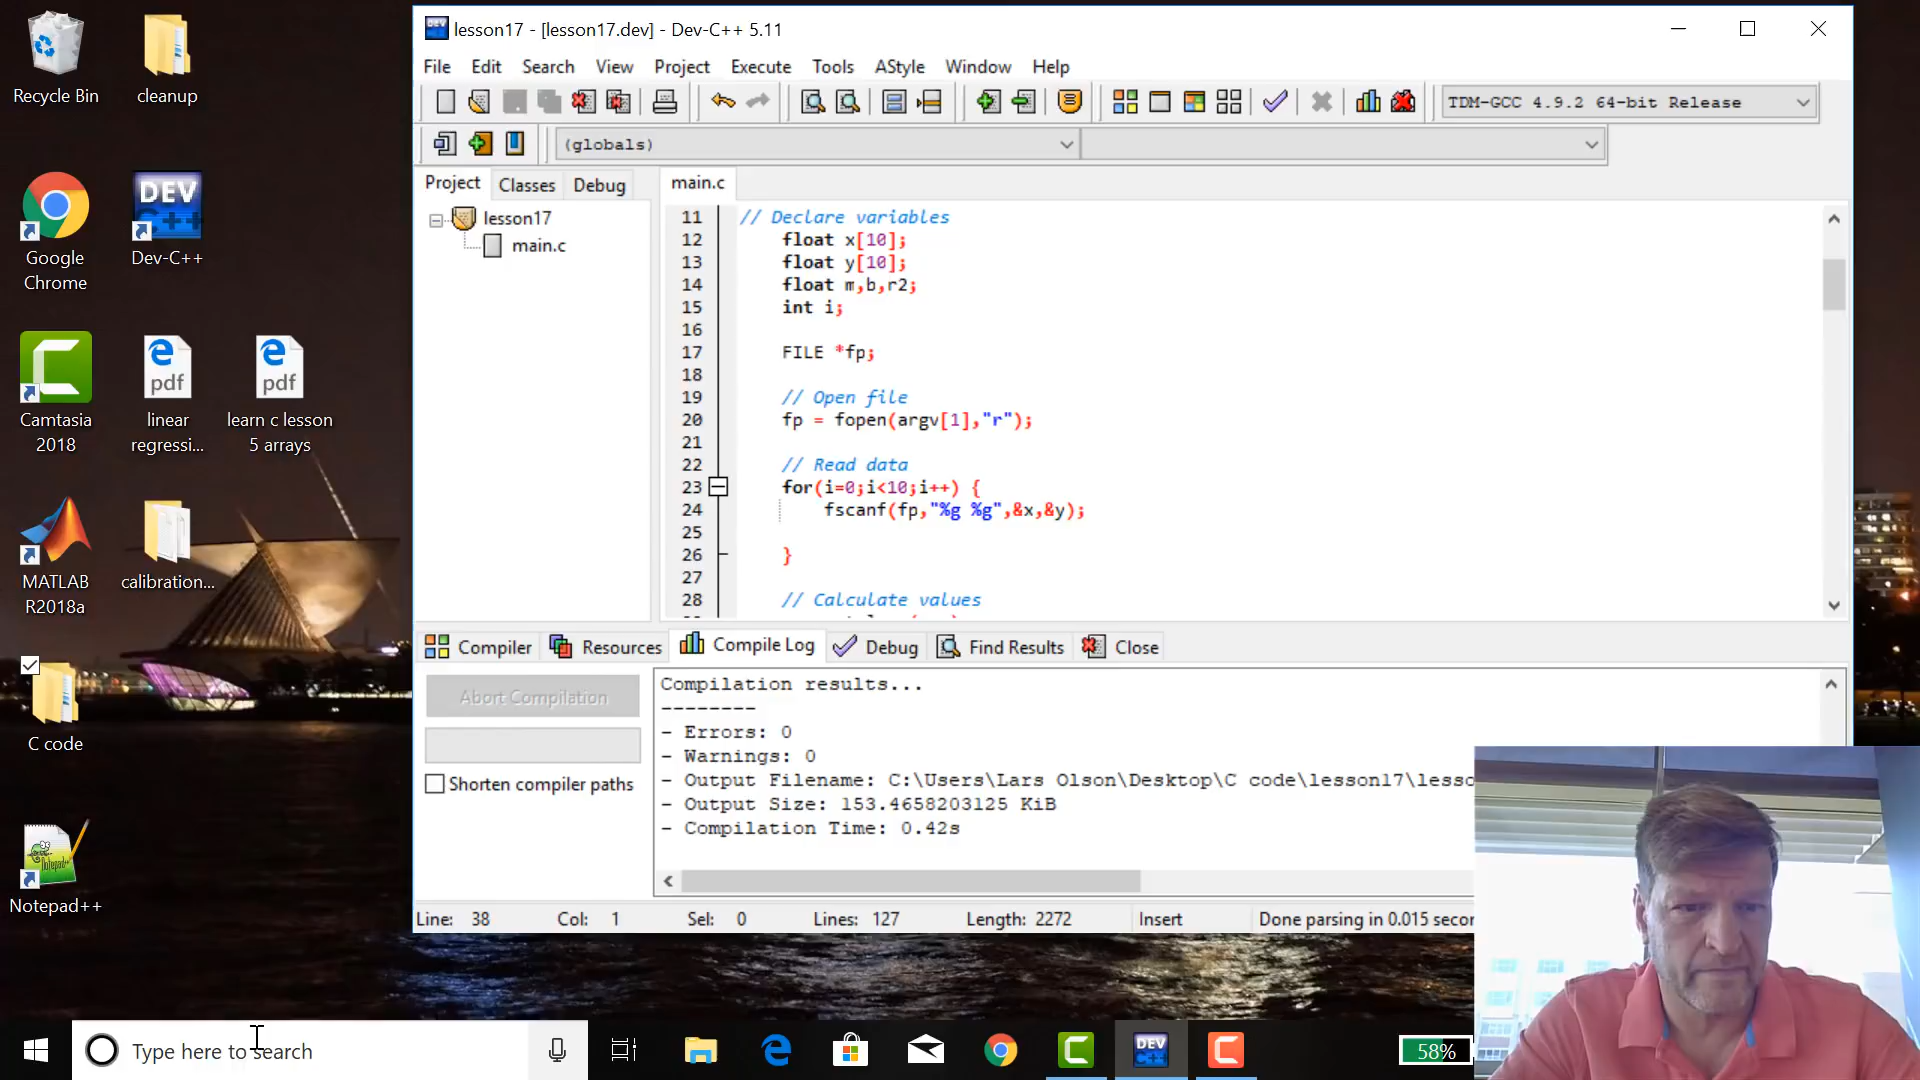 Recycle Bin
cleanup
Google
Chrome
DEV
C++
Dev-C++
Camtasia
2018
pdf
linear
regressi...
pdf
learn c lesson
5 arrays
MATLAB
R2018a
calibration...
C code
Notepad++
lesson17 - [lesson17.dev] - Dev-C++ 5.11
File Edit Search View Project Execute Tools AStyle Window Help
TDM-GCC 4.9.2 64-bit Release
(globals)
Project Classes Debug
lesson17
main.c
main.c
11 // Declare variables
12 float x[10];
13 float y[10];
14 float m,b,r2;
15 int i;
16
17 FILE *fp;
18
19 // Open file
20 fp = fopen(argv[1],"r");
21
22 // Read data
23 for(i=0;i<10;i++) {
24 fscanf(fp,"%g %g",&x,&y);
25
26 }
27
28 // Calculate values
Compiler Resources Compile Log Debug Find Results Close
Abort Compilation
Shorten compiler paths
Compilation results...
--------
- Errors: 0
- Warnings: 0
- Output Filename: C:\Users\Lars Olson\Desktop\C code\lesson17\lesso
- Output Size: 153.4658203125 KiB
- Compilation Time: 0.42s
Line: 38 Col: 1 Sel: 0 Lines: 127 Length: 2272 Insert Done parsing in 0.015 secon
Type here to search
DEV
58%